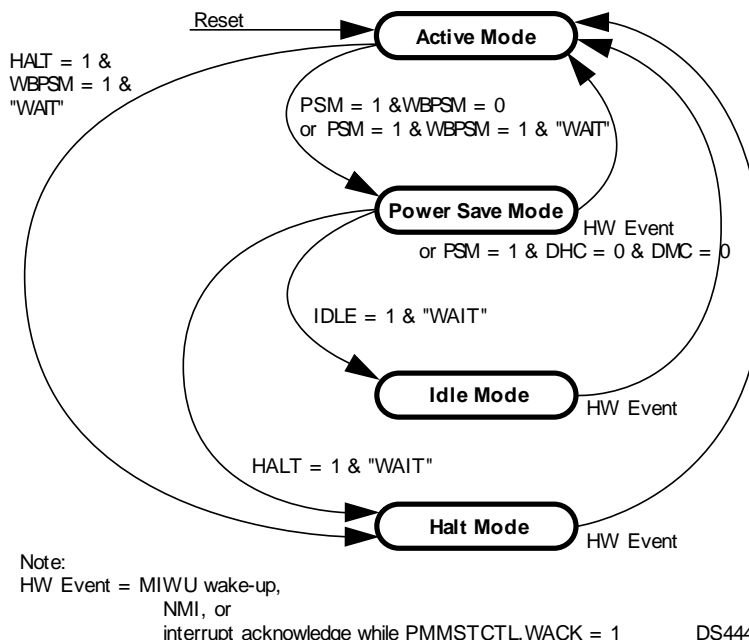 Reset
Active Mode
HALT = 1 &
WBPSM = 1 &
"WAIT"
PSM = 1 & WBPSM = 0
or PSM = 1 & WBPSM = 1 & "WAIT"
Power Save Mode
HW Event
or PSM = 1 & DHC = 0 & DMC = 0
IDLE = 1 & "WAIT"
Idle Mode
HW Event
HALT = 1 & "WAIT"
Halt Mode
HW Event
Note:
HW Event = MIWU wake-up,
NMI, or
interrupt acknowledge while PMMSTCTL.WACK = 1
DS444